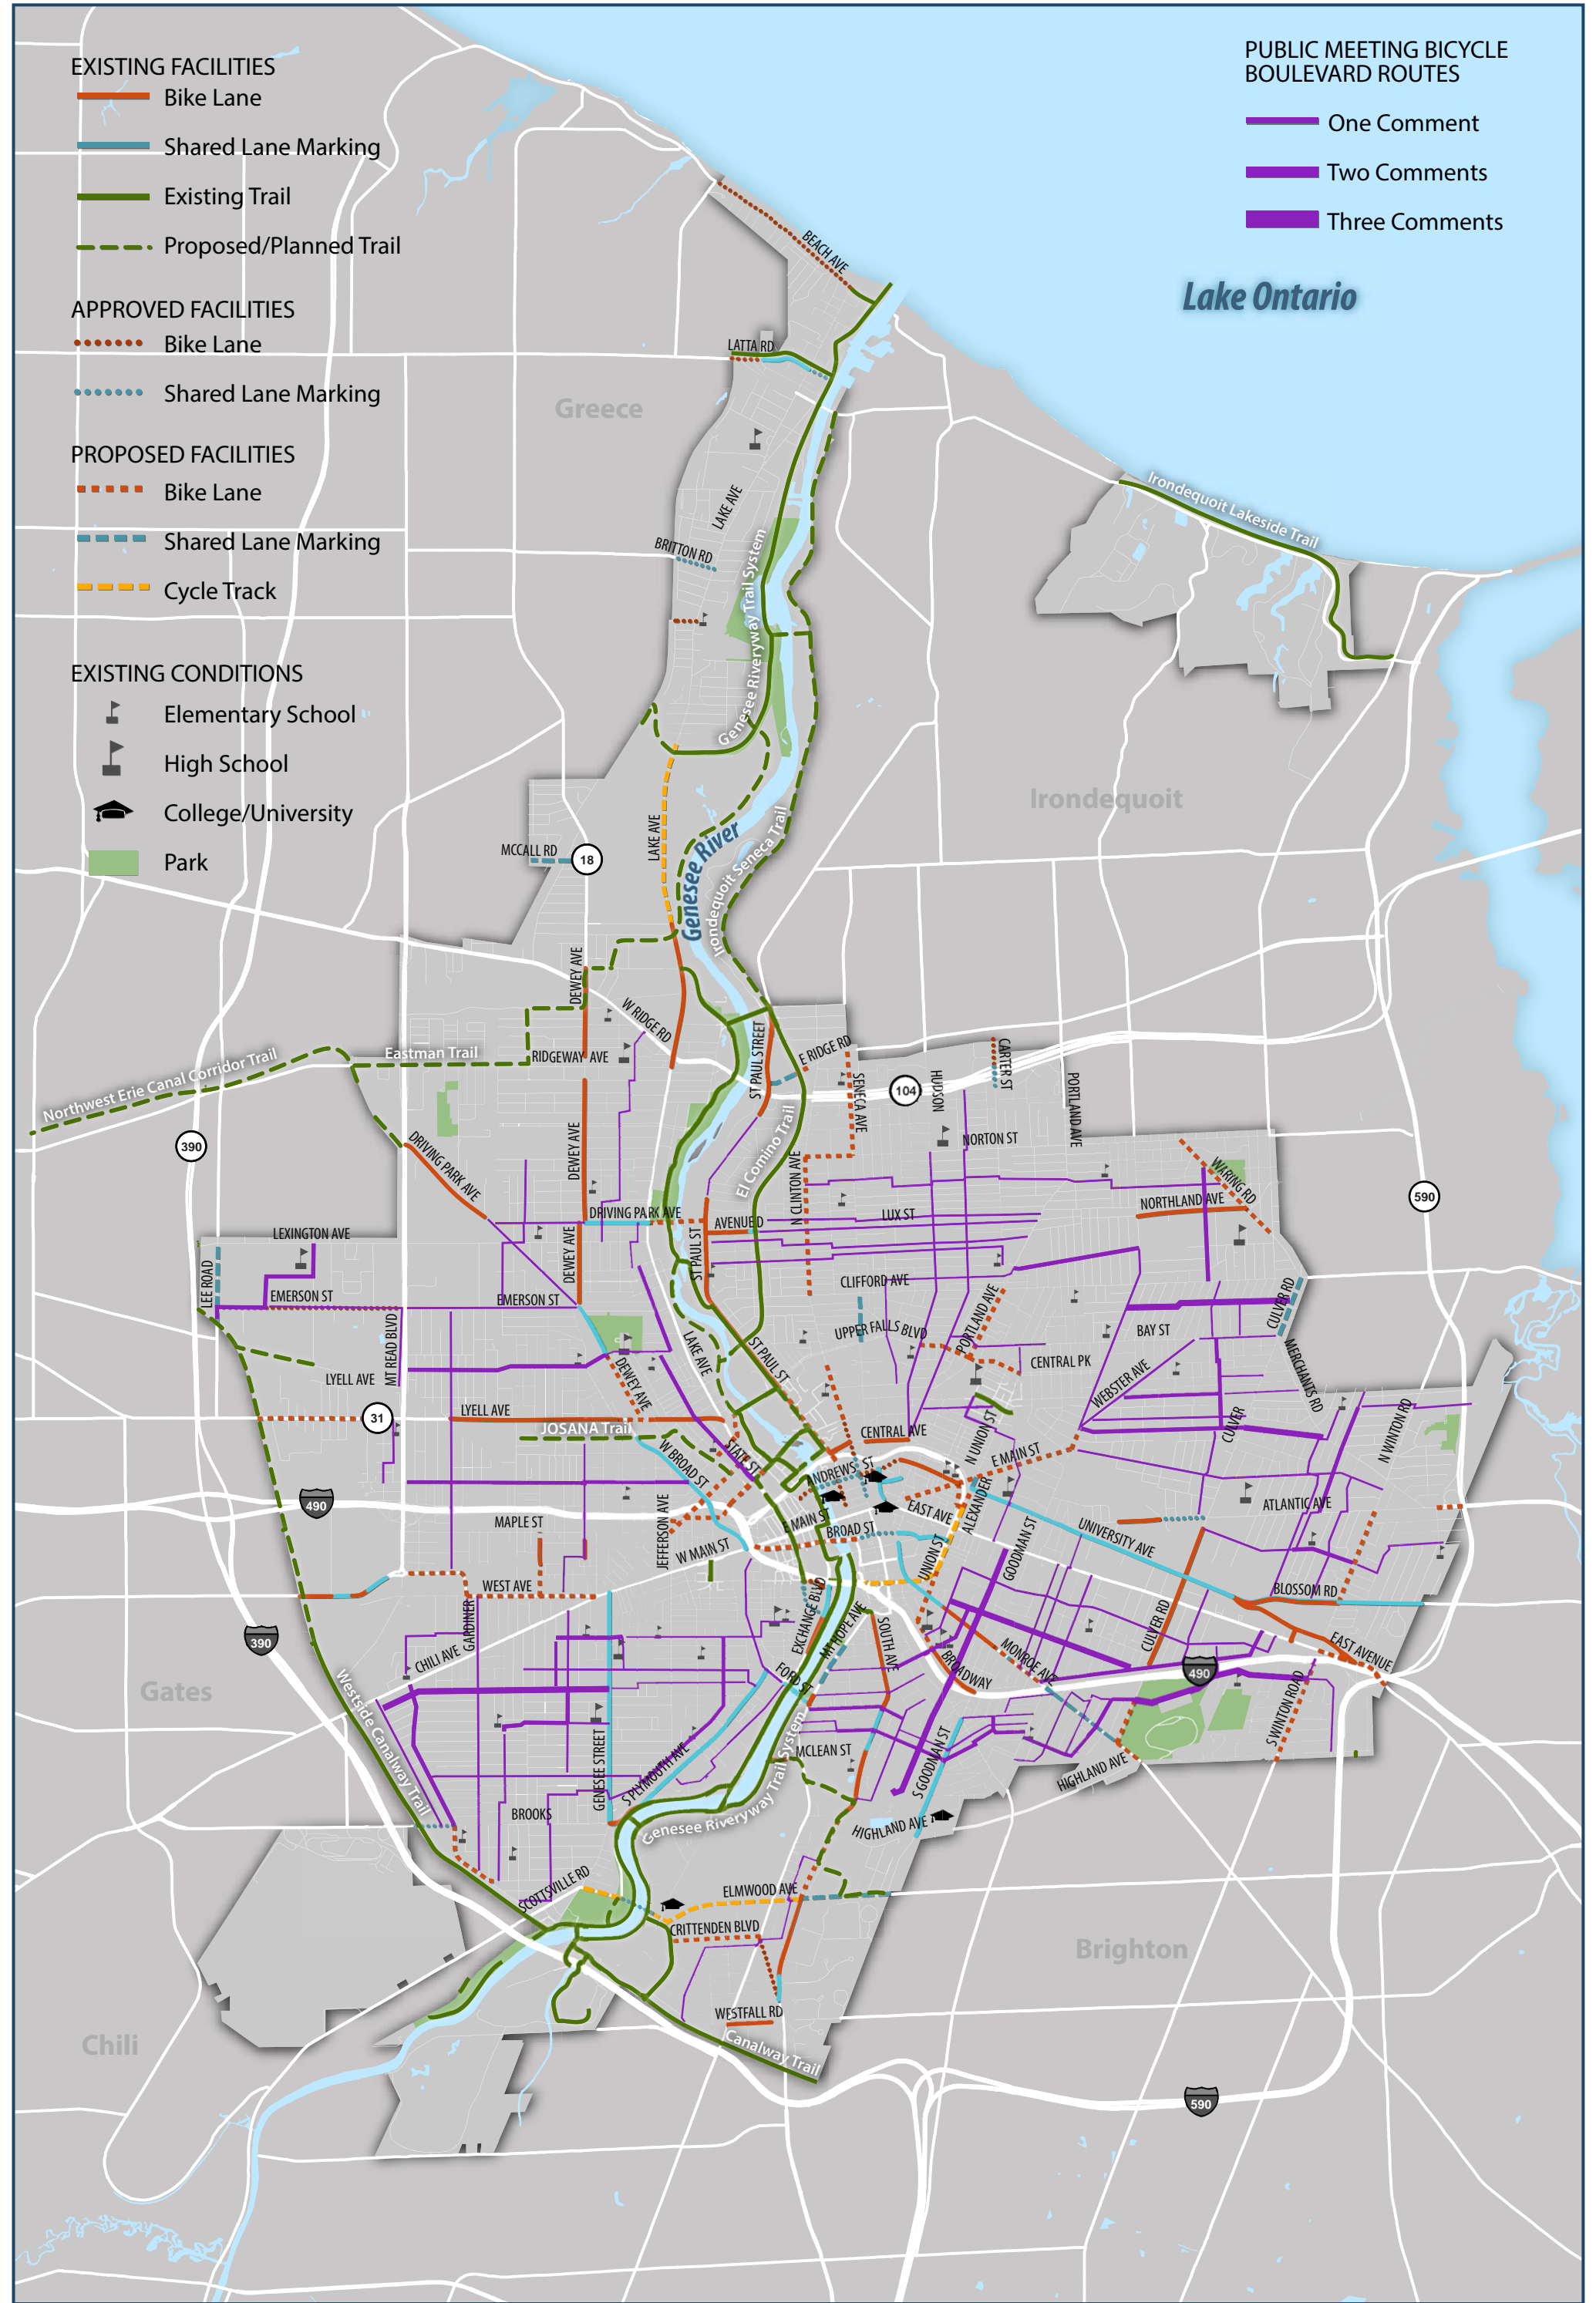 EXISTING FACILITIES
Bike Lane
Shared Lane Marking
Existing Trail
Proposed/Planned Trail
APPROVED FACILITIES
Bike Lane
Shared Lane Marking
PROPOSED FACILITIES
Bike Lane
Shared Lane Marking
Cycle Track
EXISTING CONDITIONS
Elementary School
High School
College/University
Park
PUBLIC MEETING BICYCLE
BOULEVARD ROUTES
One Comment
Two Comments
Three Comments
Lake Ontario
BEACH AVE
LATTA RD
Greece
LAKE AVE
BRITTON RD
Genesee Riveryway Trail System
Irondequoit Lakeside Trail
Irondequoit
LAKE AVE
MCCALL RD
18
Genesee River
Irondequoit Seneca Trail
DEWEY AVE
W RIDGE RD
RIDGEWAY AVE
Eastman Trail
Northwest Erie Canal Corridor Trail
ST PAUL STREET
E RIDGE RD
SENECA AVE
104
HUDSON
CARTER ST
PORTLAND AVE
NORTON ST
390
DRIVING PARK AVE
DEWEY AVE
El Comino Trail
N CLINTON AVE
WARING RD
NORTHLAND AVE
590
DRIVING PARK AVE
AVENUE D
LUX ST
LEXINGTON AVE
LEE ROAD
DEWEY AVE
ST PAUL ST
CLIFFORD AVE
EMERSON ST
EMERSON ST
CULVER RD
MT READ BLVD
LAKE AVE
ST PAUL ST
UPPER FALLS BLVD
PORTLAND AVE
BAY ST
CENTRAL PK
LYELL AVE
DEWEY AVE
WEBSTER AVE
MERCHANTS RD
31
LYELL AVE
JOSANA Trail
CENTRAL AVE
N UNION ST
CULVER
N WINTON RD
W BROAD ST
STATE ST
ANDREWS ST
E MAIN ST
490
JEFFERSON AVE
EAST AVE
ALEXANDER
ATLANTIC AVE
MAPLE ST
E MAIN ST
BROAD ST
W MAIN ST
UNION ST
GOODMAN ST
UNIVERSITY AVE
WEST AVE
BLOSSOM RD
GARDINER
EXCHANGE BLVD
MT HOPE AVE
SOUTH AVE
CULVER RD
390
CHILI AVE
MONROE AVE
EAST AVENUE
BROADWAY
490
FORD ST
Gates
Westside Canalway Trail
S WINTON ROAD
GENESEE STREET
S PLYMOUTH AVE
MCLEAN ST
S GOODMAN ST
HIGHLAND AVE
BROOKS
Genesee Riveryway Trail System
HIGHLAND AVE
SCOTTSVILLE RD
ELMWOOD AVE
CRITTENDEN BLVD
Brighton
WESTFALL RD
Chili
Canalway Trail
590